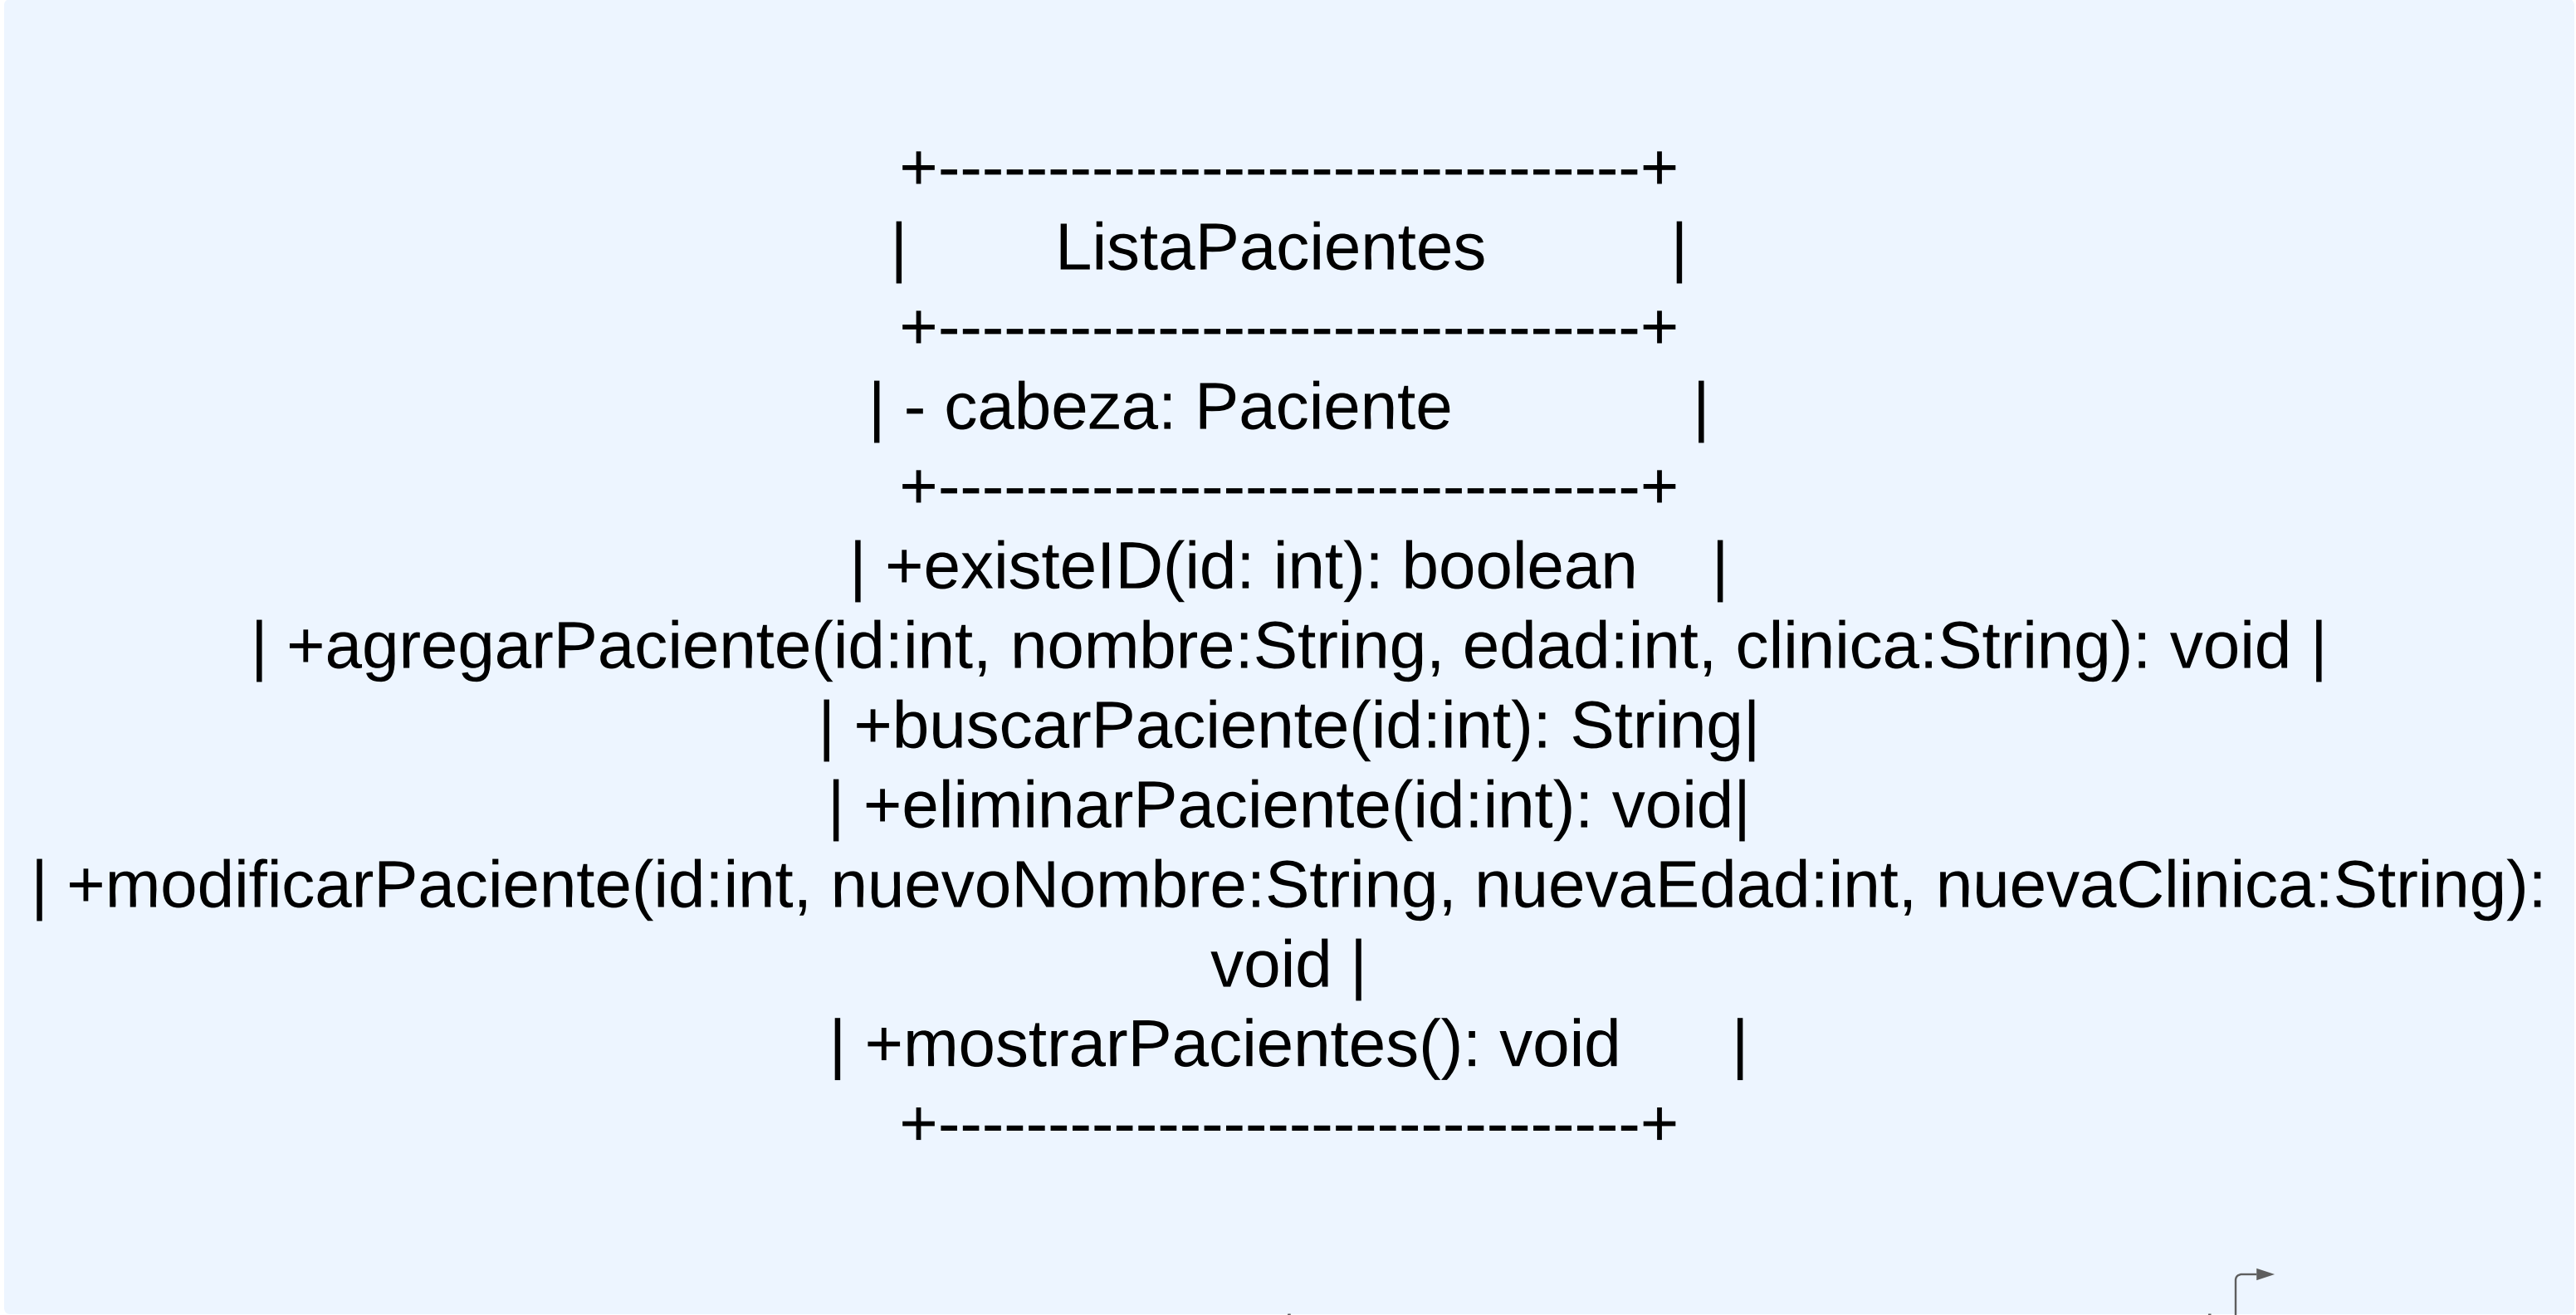 +--------------------------------+
| ListaPacientes |
+--------------------------------+
| - cabeza: Paciente |
+--------------------------------+
| +existeID(id: int): boolean |
| +agregarPaciente(id:int, nombre:String, edad:int, clinica:String): void |
| +buscarPaciente(id:int): String|
| +eliminarPaciente(id:int): void|
| +modificarPaciente(id:int, nuevoNombre:String, nuevaEdad:int, nuevaClinica:String):
void |
| +mostrarPacientes(): void |
+--------------------------------+